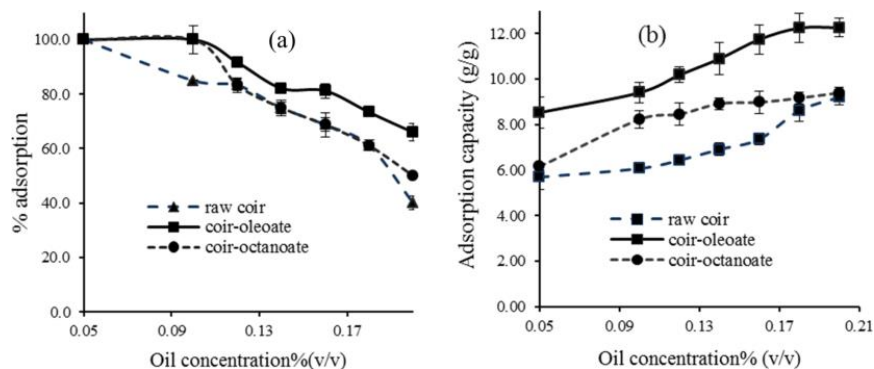 (a)
% adsorption
100.0
80.0
60.0
40.0
20.0
0.0
raw coir
coir-oleoate
coir-octanoate
0.05 0.09 0.13 0.17
Oil concentration%(v/v)
(b)
Adsorption capacity (g/g)
12.00
10.00
8.00
6.00
4.00
2.00
0.00
raw coir
coir-oleoate
coir-octanoate
0.05 0.09 0.13 0.17 0.21
Oil concentration% (v/v)